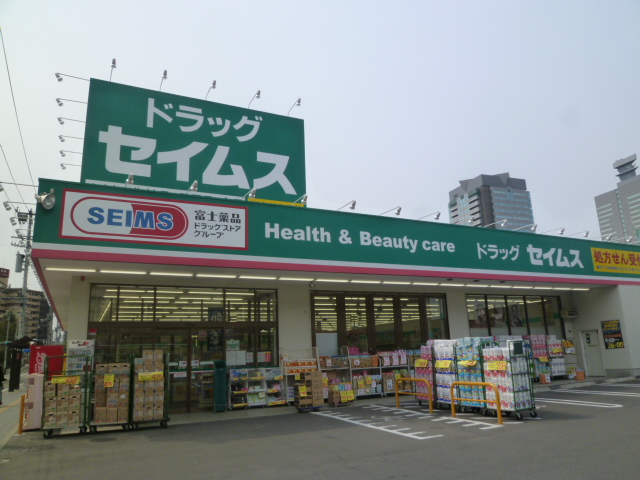 ドラッグ
セイムス
SEIMS
富士薬品
ドラッグストア
グループ
Health & Beauty care
ドラッグ セイムス
処方せん受付